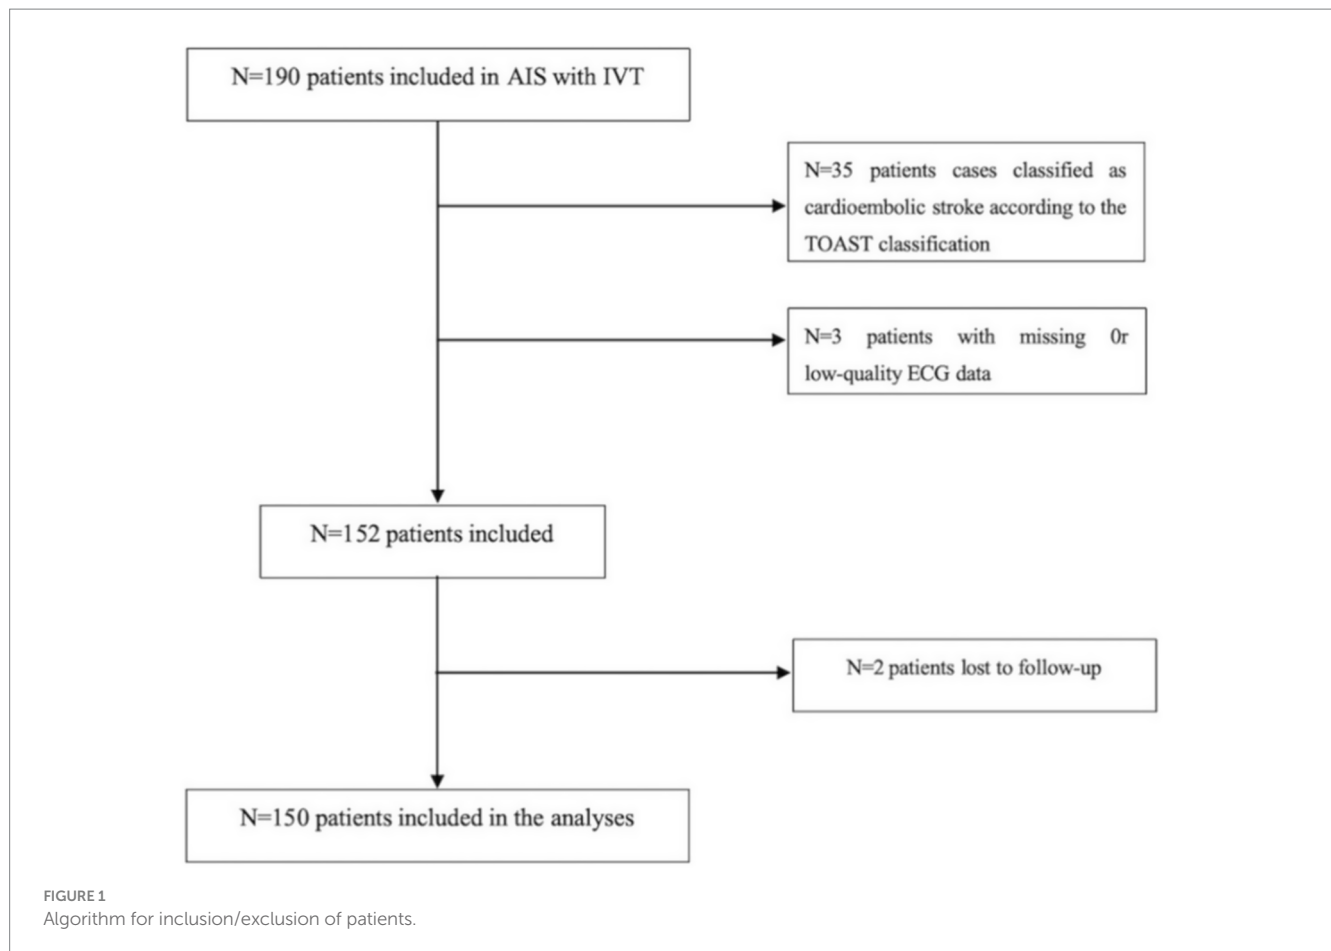 N=190 patients included in AIS with IVT
N=35 patients cases classified as
cardioembolic stroke according to the
TOAST classification
N=3 patients with missing 0r
low-quality ECG data
N=152 patients included
N=2 patients lost to follow-up
N=150 patients included in the analyses
FIGURE 1
Algorithm for inclusion/exclusion of patients.